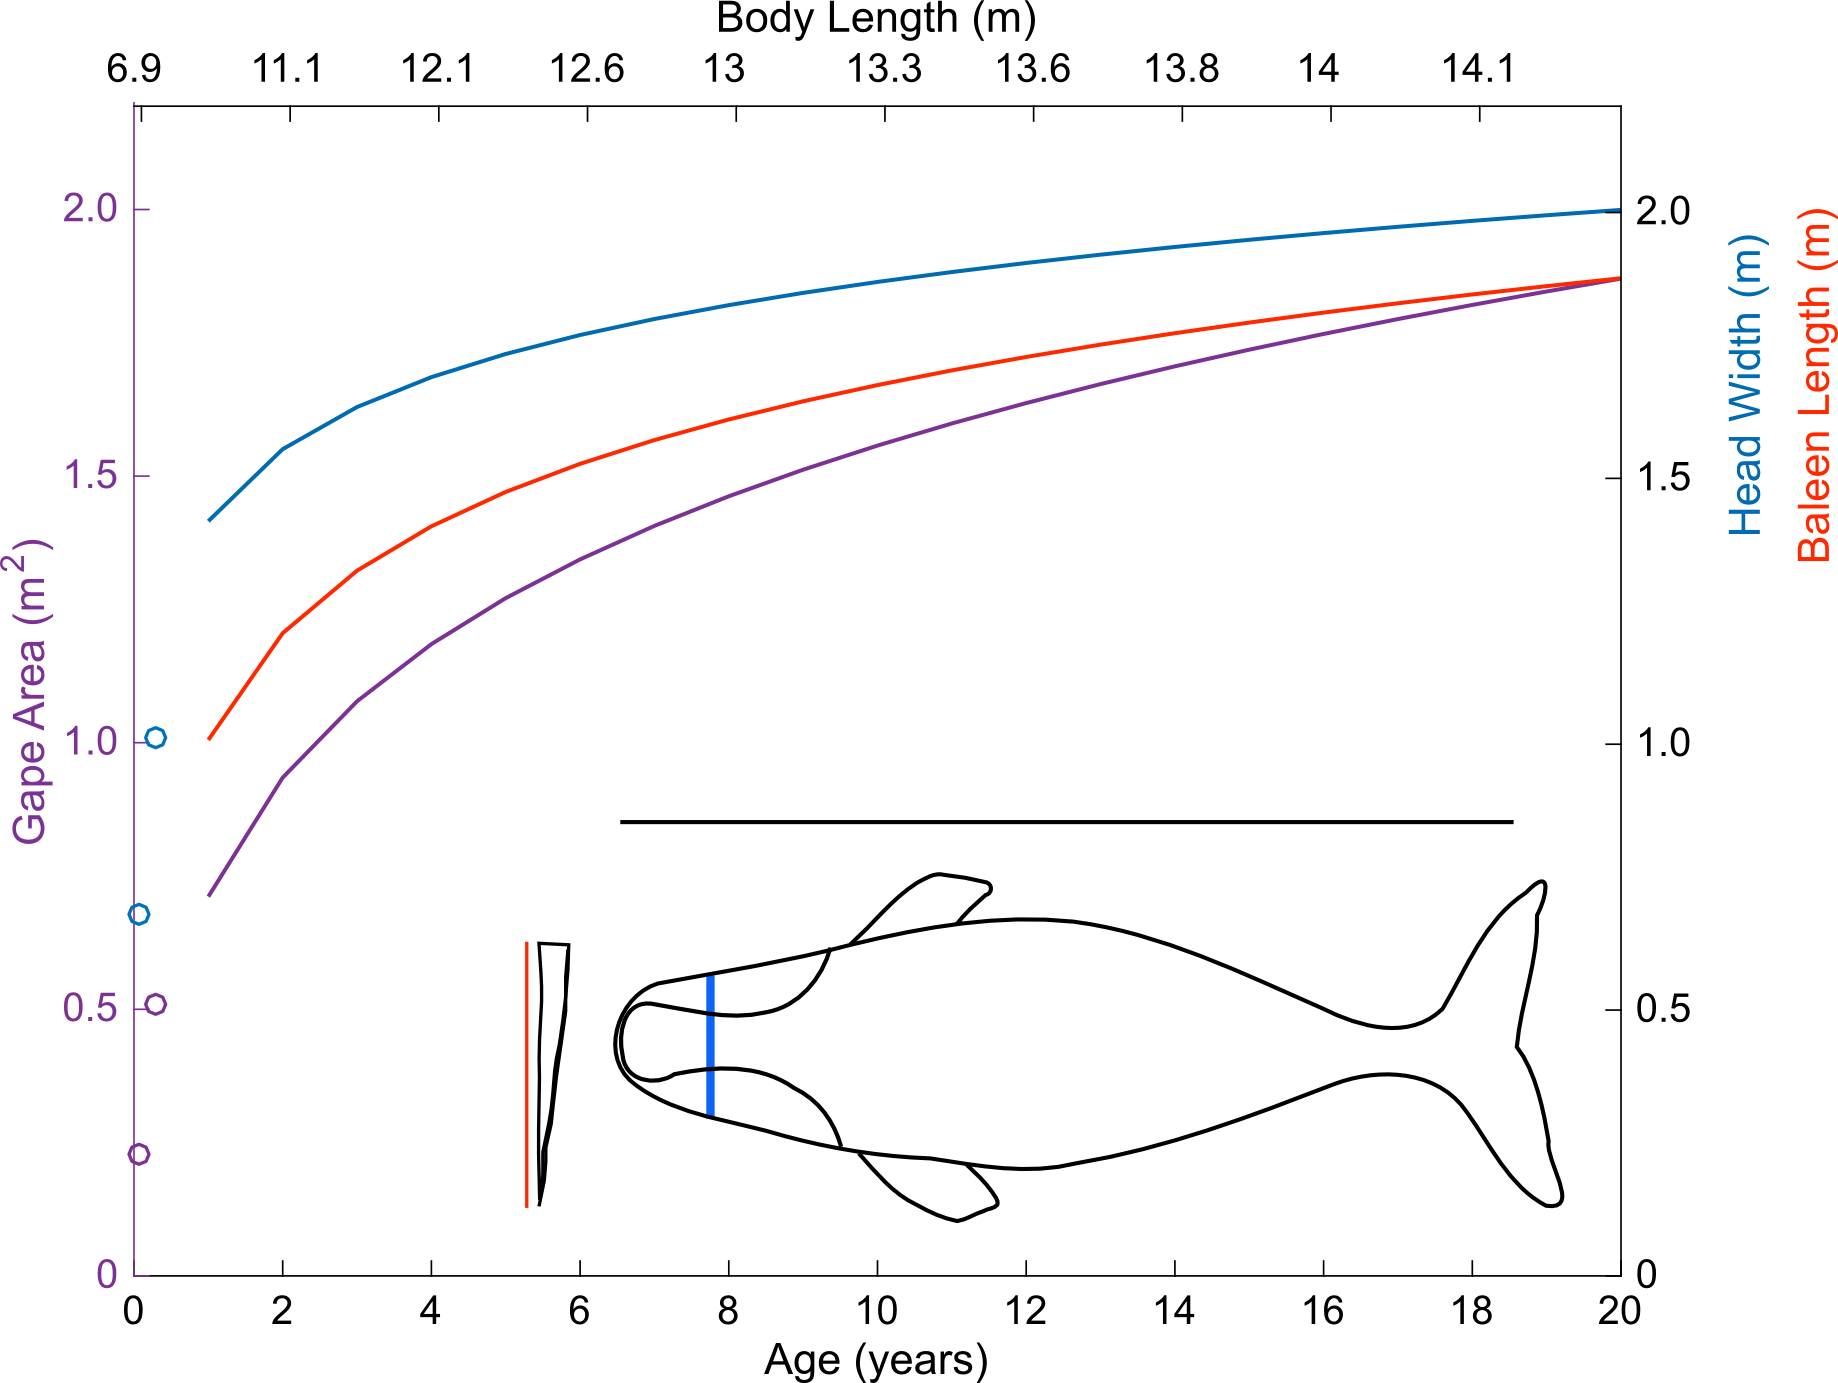 Body Length (m)
6.9 11.1 12.1 12.6 13 13.3 13.6 13.8 14 14.1
Gape Area (m²)
2.0
1.5
1.0
0.5
0
2.0
1.5
1.0
0.5
0
Head Width (m)
Baleen Length (m)
0 2 4 6 8 10 12 14 16 18 20
Age (years)